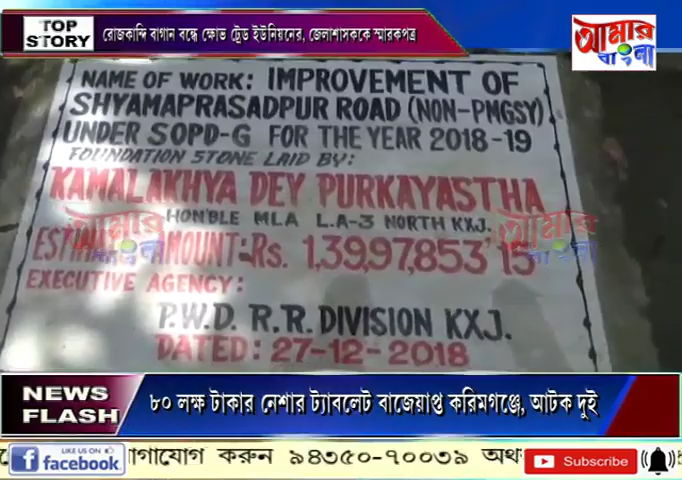 TOP STORY
রোজকান্দি বাগান বন্ধে ক্ষোভ ট্রেড ইউনিয়নের, জেলাশাসককে স্মারকপত্র
আমার বাংলা
NAME OF WORK: IMPROVEMENT OF
SHYAMAPRASADPUR ROAD (NON-PMGSY)
UNDER SOPD-G FOR THE YEAR 2018-19
FOUNDATION STONE LAID BY:
KAMALAKHYA DEY PURKAYASTHA
HON'BLE MLA L.A-3 NORTH KXJ.
আমার বাংলা
আমার বাংলা
AMOUNT:-Rs. 1,39,97,853'15
EXECUTIVE AGENCY:
P.W.D. R.R. DIVISION KXJ.
DATED: 27-12-2018
NEWS FLASH
৮০ লক্ষ টাকার নেশার ট্যাবলেট বাজেয়াপ্ত করিমগঞ্জে, আটক দুই
LIKE US ON
facebook
যোগাযোগ করুন ৯৪৩৫০-৭০০৩৯
Subscribe